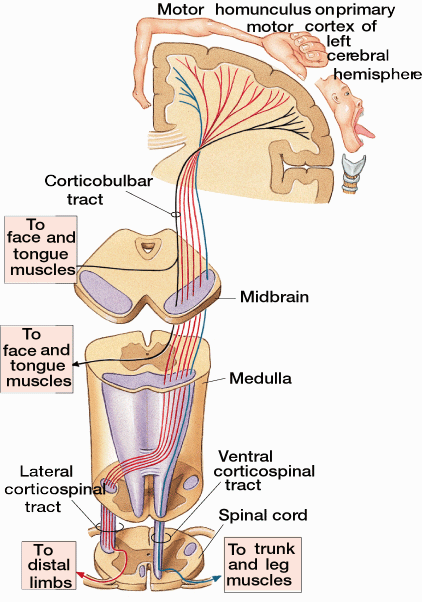 Motor homunculus on primary
motor cortex of
left
cerebral
hemisphere
Corticobulbar
tract
To
face and
tongue
muscles
Midbrain
To
face and
tongue
muscles
Medulla
Lateral
corticospinal
tract
Ventral
corticospinal
tract
Spinal cord
To
distal
limbs
To trunk
and leg
muscles